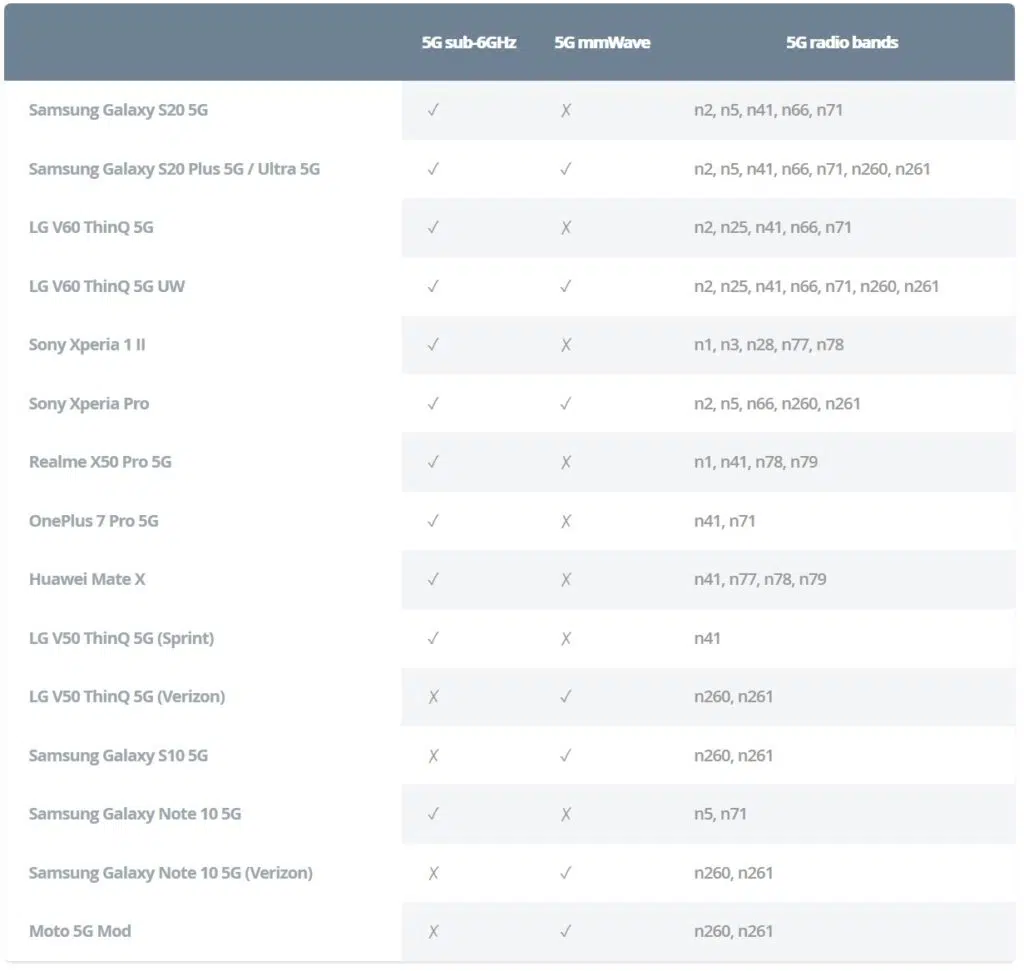 5G sub-6GHz 5G mmWave 5G radio bands
Samsung Galaxy S20 5G ✓ ✗ n2, n5, n41, n66, n71
Samsung Galaxy S20 Plus 5G / Ultra 5G ✓ ✓ n2, n5, n41, n66, n71, n260, n261
LG V60 ThinQ 5G ✓ ✗ n2, n25, n41, n66, n71
LG V60 ThinQ 5G UW ✓ ✓ n2, n25, n41, n66, n71, n260, n261
Sony Xperia 1 II ✓ ✗ n1, n3, n28, n77, n78
Sony Xperia Pro ✓ ✓ n2, n5, n66, n260, n261
Realme X50 Pro 5G ✓ ✗ n1, n41, n78, n79
OnePlus 7 Pro 5G ✓ ✗ n41, n71
Huawei Mate X ✓ ✗ n41, n77, n78, n79
LG V50 ThinQ 5G (Sprint) ✓ ✗ n41
LG V50 ThinQ 5G (Verizon) ✗ ✓ n260, n261
Samsung Galaxy S10 5G ✗ ✓ n260, n261
Samsung Galaxy Note 10 5G ✓ ✗ n5, n71
Samsung Galaxy Note 10 5G (Verizon) ✗ ✓ n260, n261
Moto 5G Mod ✗ ✓ n260, n261